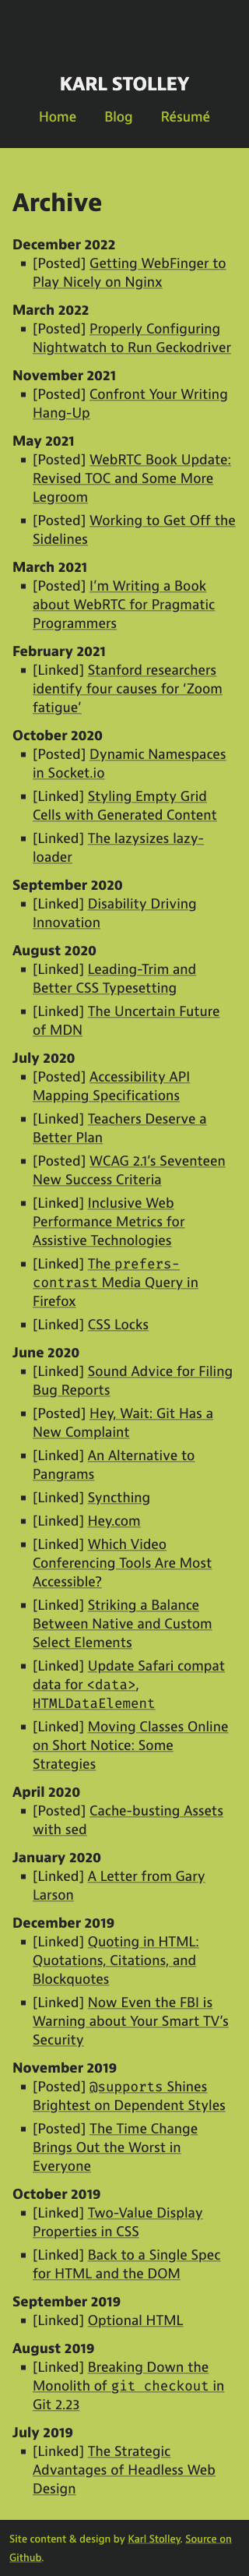 KARL STOLLEY
Home Blog Résumé
Archive
December 2022
[Posted] Getting WebFinger to
Play Nicely on Nginx
March 2022
[Posted] Properly Configuring
Nightwatch to Run Geckodriver
November 2021
[Posted] Confront Your Writing
Hang-Up
May 2021
[Posted] WebRTC Book Update:
Revised TOC and Some More
Legroom
[Posted] Working to Get Off the
Sidelines
March 2021
[Posted] I’m Writing a Book
about WebRTC for Pragmatic
Programmers
February 2021
[Linked] Stanford researchers
identify four causes for ‘Zoom
fatigue’
October 2020
[Posted] Dynamic Namespaces
in Socket.io
[Linked] Styling Empty Grid
Cells with Generated Content
[Linked] The lazysizes lazy-
loader
September 2020
[Linked] Disability Driving
Innovation
August 2020
[Linked] Leading-Trim and
Better CSS Typesetting
[Linked] The Uncertain Future
of MDN
July 2020
[Posted] Accessibility API
Mapping Specifications
[Linked] Teachers Deserve a
Better Plan
[Posted] WCAG 2.1’s Seventeen
New Success Criteria
[Linked] Inclusive Web
Performance Metrics for
Assistive Technologies
[Linked] The prefers-
contrast Media Query in
Firefox
[Linked] CSS Locks
June 2020
[Linked] Sound Advice for Filing
Bug Reports
[Posted] Hey, Wait: Git Has a
New Complaint
[Linked] An Alternative to
Pangrams
[Linked] Syncthing
[Linked] Hey.com
[Linked] Which Video
Conferencing Tools Are Most
Accessible?
[Linked] Striking a Balance
Between Native and Custom
Select Elements
[Linked] Update Safari compat
data for <data>,
HTMLDataElement
[Linked] Moving Classes Online
on Short Notice: Some
Strategies
April 2020
[Posted] Cache-busting Assets
with sed
January 2020
[Linked] A Letter from Gary
Larson
December 2019
[Linked] Quoting in HTML:
Quotations, Citations, and
Blockquotes
[Linked] Now Even the FBI is
Warning about Your Smart TV’s
Security
November 2019
[Posted] @supports Shines
Brightest on Dependent Styles
[Posted] The Time Change
Brings Out the Worst in
Everyone
October 2019
[Linked] Two-Value Display
Properties in CSS
[Linked] Back to a Single Spec
for HTML and the DOM
September 2019
[Linked] Optional HTML
August 2019
[Linked] Breaking Down the
Monolith of git checkout in
Git 2.23
July 2019
[Linked] The Strategic
Advantages of Headless Web
Design
Site content & design by Karl Stolley. Source on
Github.